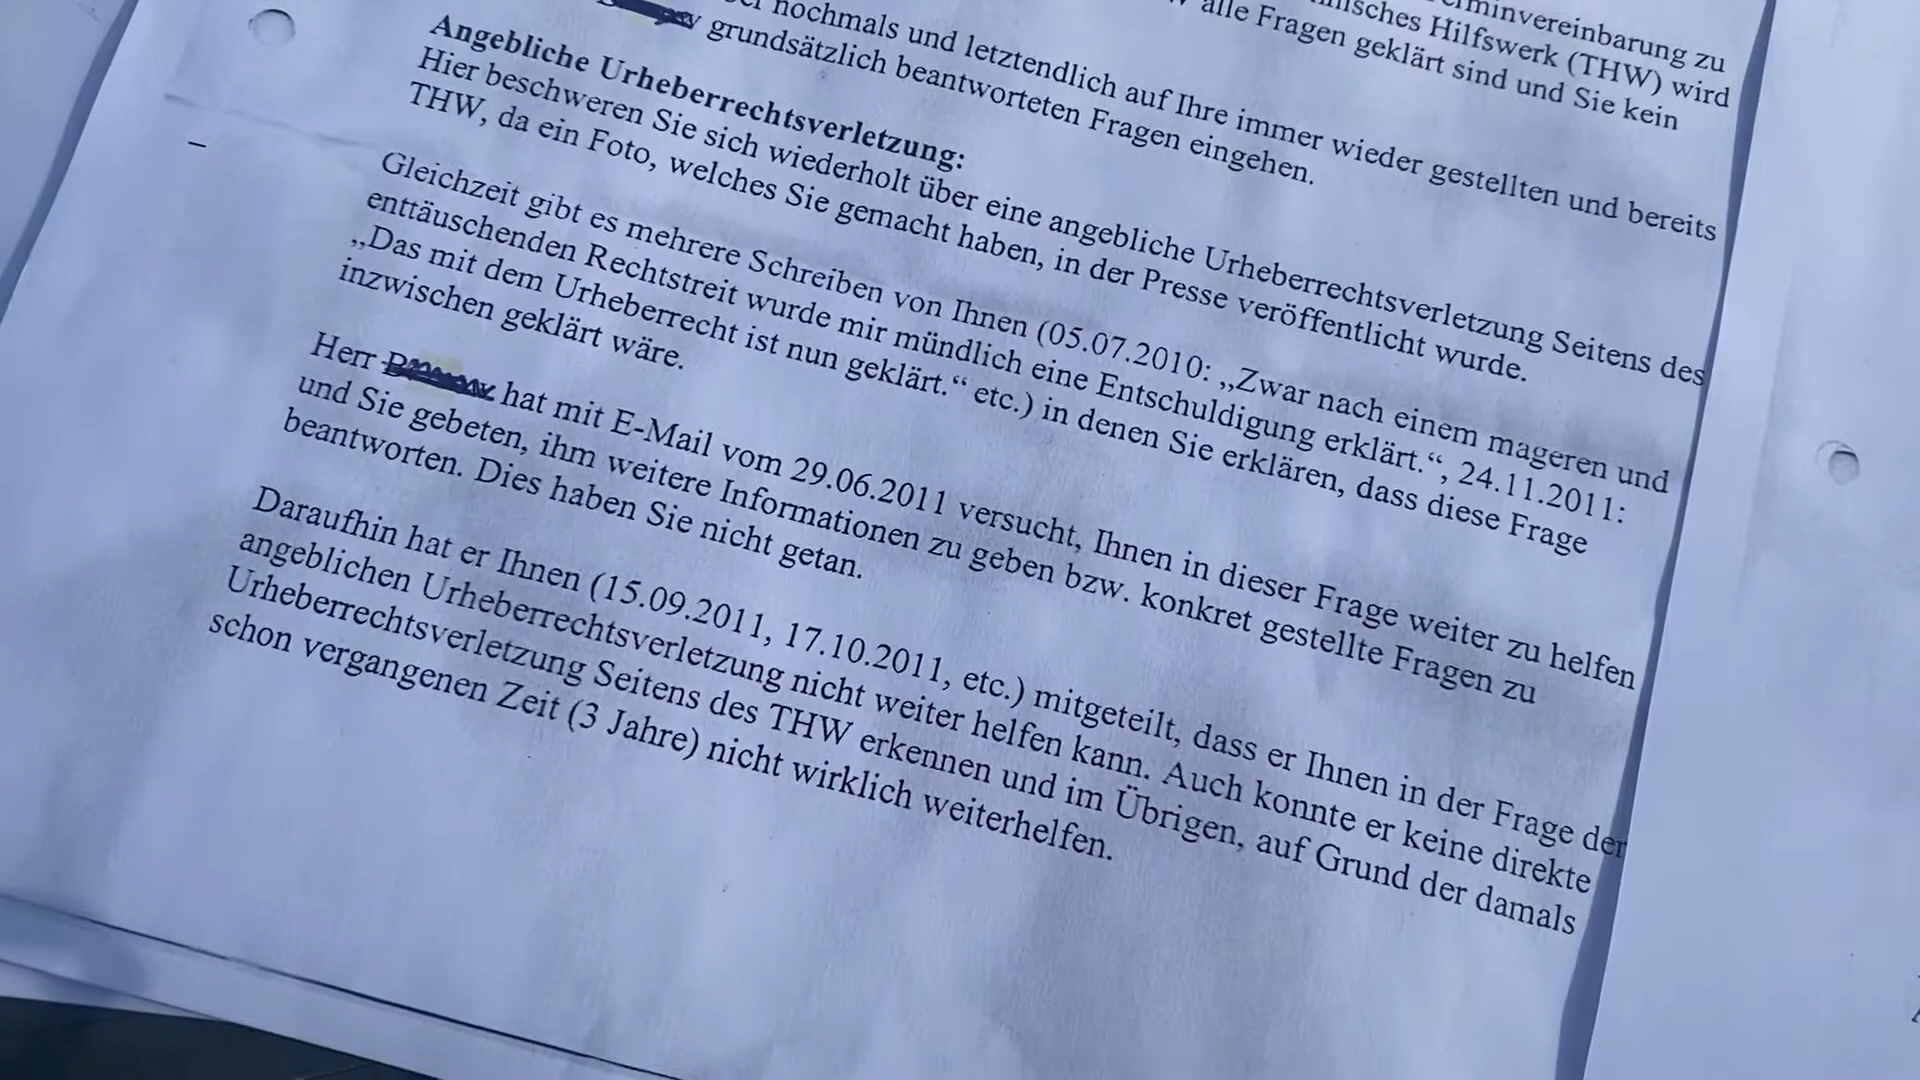 erminvereinbarung zu
nisches Hilfswerk (THW) wird
alle Fragen geklärt sind und Sie kein
nochmals und letztendlich auf Ihre immer wieder gestellten und bereits
grundsätzlich beantworteten Fragen eingehen.
Angebliche Urheberrechtsverletzung:
Hier beschweren Sie sich wiederholt über eine angebliche Urheberrechtsverletzung Seitens des
THW, da ein Foto, welches Sie gemacht haben, in der Presse veröffentlicht wurde.
Gleichzeit gibt es mehrere Schreiben von Ihnen (05.07.2010: „Zwar nach einem mageren und
enttäuschenden Rechtstreit wurde mir mündlich eine Entschuldigung erklärt.“, 24.11.2011:
„Das mit dem Urheberrecht ist nun geklärt.“ etc.) in denen Sie erklären, dass diese Frage
inzwischen geklärt wäre.
Herr hat mit E-Mail vom 29.06.2011 versucht, Ihnen in dieser Frage weiter zu helfen
und Sie gebeten, ihm weitere Informationen zu geben bzw. konkret gestellte Fragen zu
beantworten. Dies haben Sie nicht getan.
Daraufhin hat er Ihnen (15.09.2011, 17.10.2011, etc.) mitgeteilt, dass er Ihnen in der Frage der
angeblichen Urheberrechtsverletzung nicht weiter helfen kann. Auch konnte er keine direkte
Urheberrechtsverletzung Seitens des THW erkennen und im Übrigen, auf Grund der damals
schon vergangenen Zeit (3 Jahre) nicht wirklich weiterhelfen.